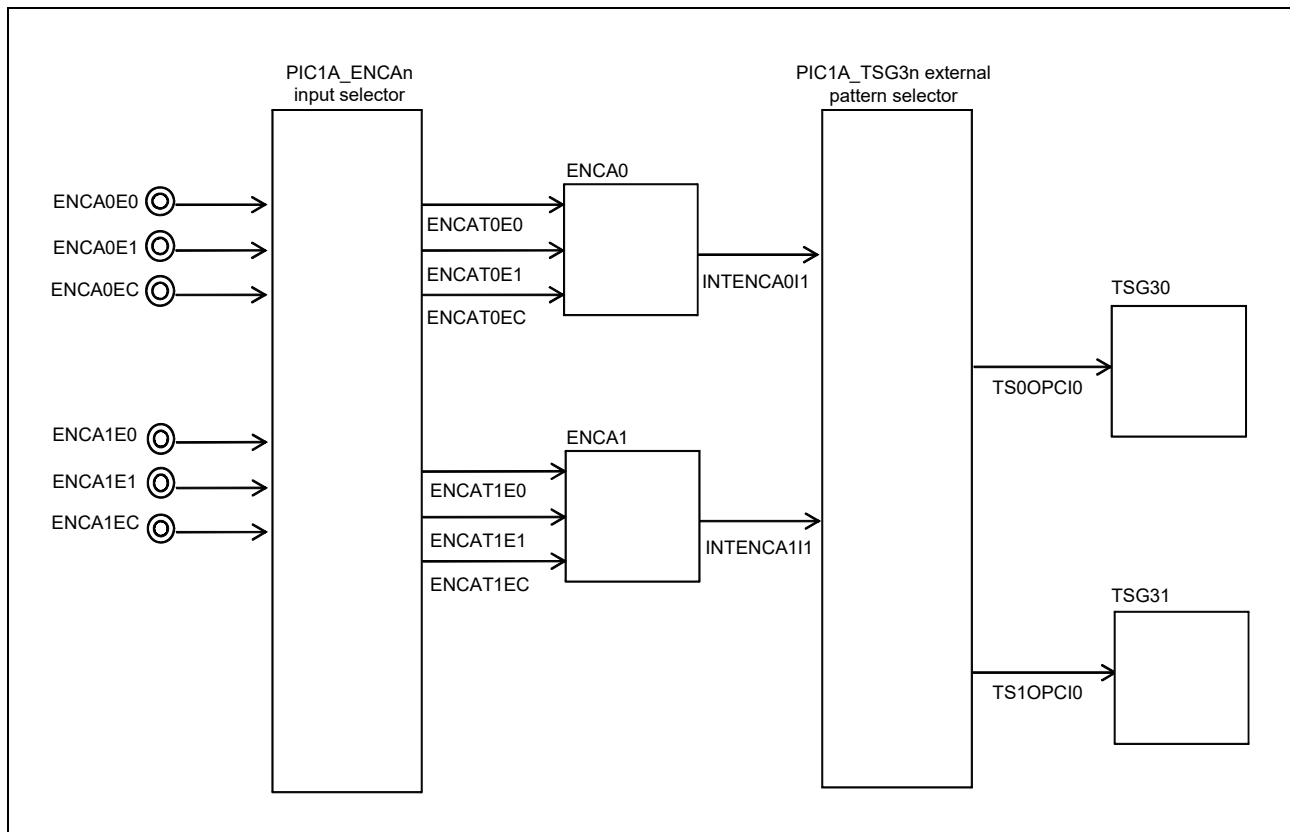 PIC1A_ENCAn
input selector
PIC1A_TSG3n external
pattern selector
ENCA0
ENCA0E0
ENCAT0E0
ENCA0E1
ENCAT0E1
INTENCA0I1
ENCA0EC
ENCAT0EC
TSG30
TS0OPCI0
ENCA1
ENCA1E0
ENCAT1E0
ENCA1E1
ENCAT1E1
INTENCA1I1
ENCA1EC
ENCAT1EC
TSG31
TS1OPCI0